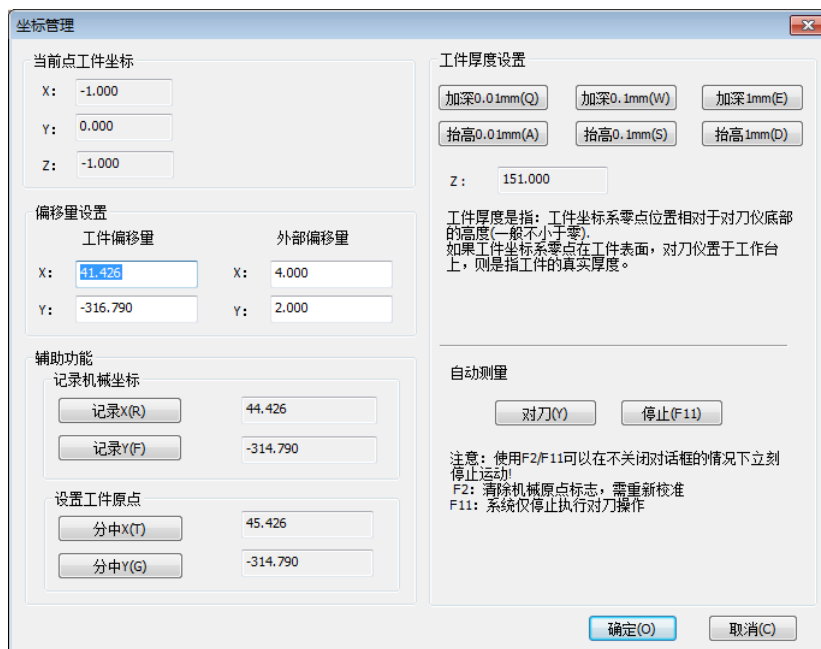 坐标管理
当前点工件坐标
X: -1.000
Y: 0.000
Z: -1.000
偏移量设置
工件偏移量 外部偏移量
X: 41.426 X: 4.000
Y: -316.790 Y: 2.000
辅助功能
记录机械坐标
记录X(R) 44.426
记录Y(F) -314.790
设置工件原点
分中X(T) 45.426
分中Y(G) -314.790
工件厚度设置
加深0.01mm(Q) 加深0.1mm(W) 加深1mm(E)
抬高0.01mm(A) 抬高0.1mm(S) 抬高1mm(D)
Z: 151.000
工件厚度是指: 工件坐标系零点位置相对于对刀仪底部
的高度(一般不小于零).
如果工件坐标系零点在工件表面，对刀仪置于工作台
上，则是指工件的真实厚度。
自动测量
对刀(Y) 停止(F11)
注意: 使用F2/F11可以在不关闭对话框的情况下立刻
停止运动!
F2: 清除机械原点标志，需重新校准
F11: 系统仅停止执行对刀操作
确定(O) 取消(C)